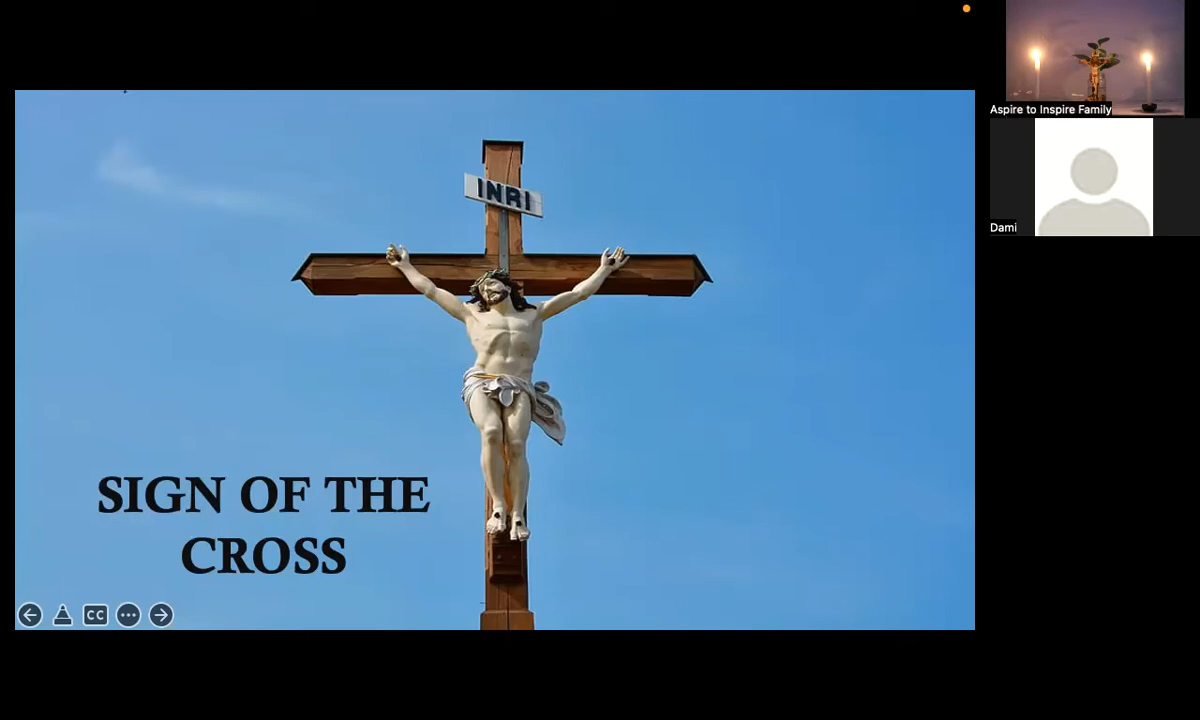 INRI
SIGN OF THE
CROSS
CC
Aspire to Inspire Family
Dami